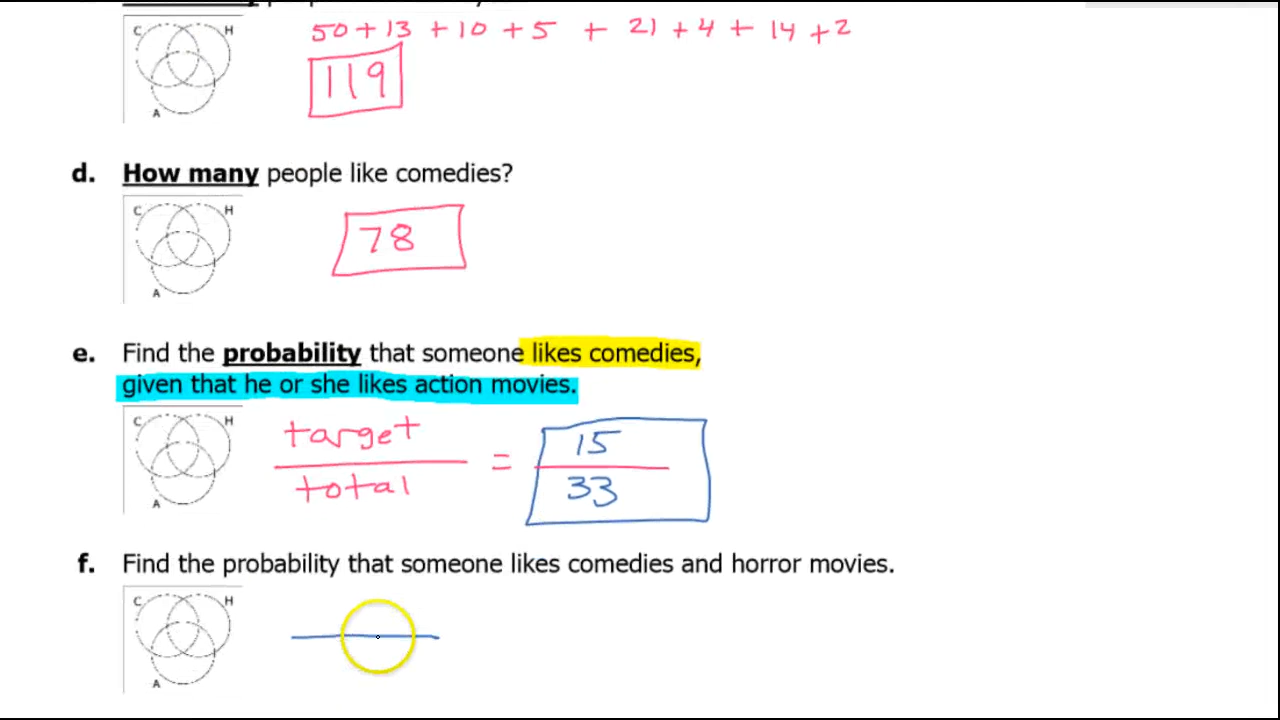 C H 50 + 13 + 10 + 5 + 21 + 4 + 14 + 2
119
A
d. How many people like comedies?
C H
78
A
e. Find the probability that someone likes comedies,
given that he or she likes action movies.
C H target = 15
total 33
A
f. Find the probability that someone likes comedies and horror movies.
C H
A